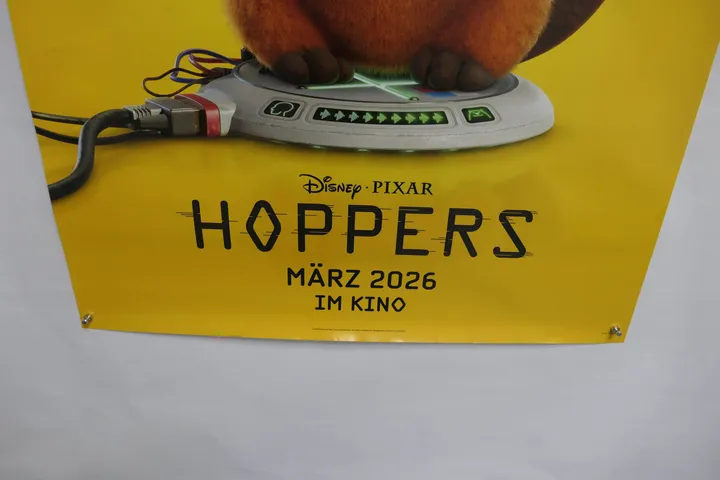 Disney · PIXAR
HOPPERS
MÄRZ 2026
IM KINO